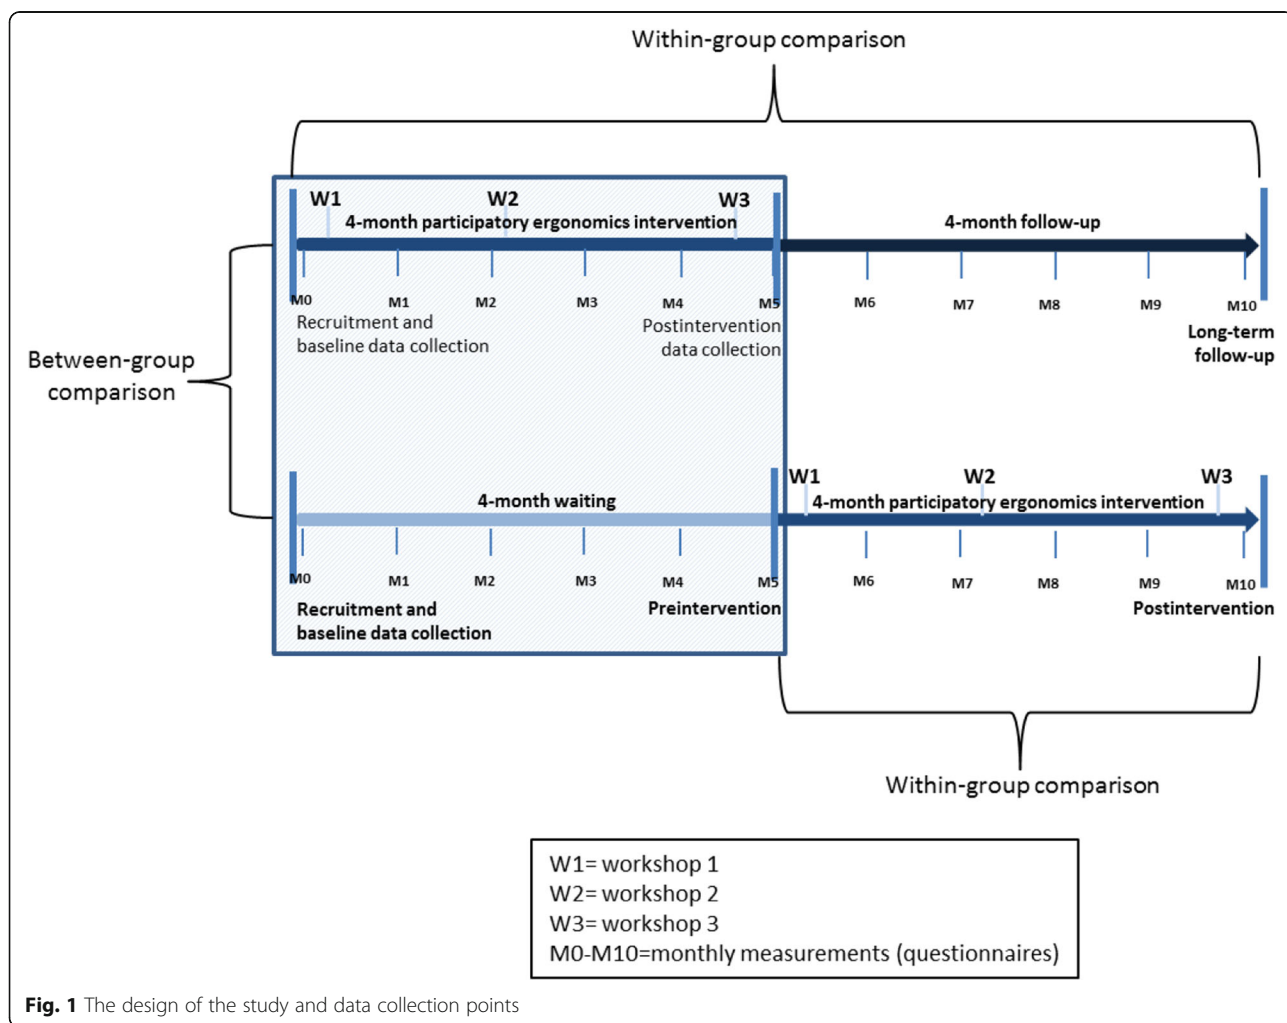 Within-group comparison
W1 W2 W3
4-month participatory ergonomics intervention
4-month follow-up
M0 M1 M2 M3 M4 M5 M6 M7 M8 M9 M10
Recruitment and
baseline data collection
Postintervention
data collection
Long-term
follow-up
Between-group
comparison
W1 W2 W3
4-month waiting
4-month participatory ergonomics intervention
M0 M1 M2 M3 M4 M5 M6 M7 M8 M9 M10
Recruitment and
baseline data collection
Preintervention
Postintervention
Within-group comparison
W1= workshop 1
W2= workshop 2
W3= workshop 3
M0-M10=monthly measurements (questionnaires)
Fig. 1 The design of the study and data collection points